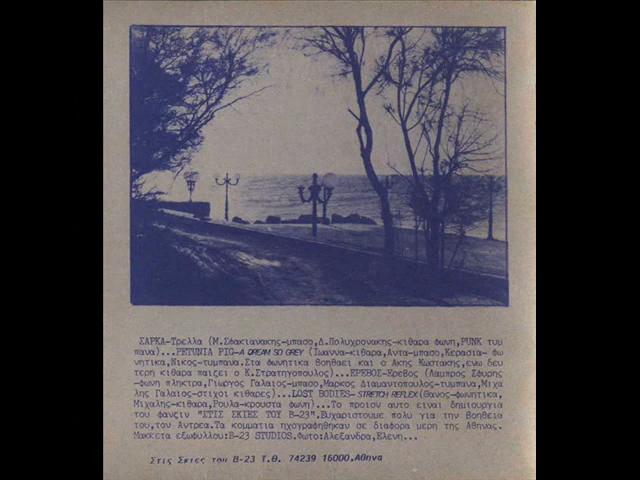 ΣΑΡΚΑ-Τρελλα (Μ.Σφακιανακης-μπασο,Δ.Πολυχρονακης-κιθαρα φωνη,PUNK τυμ
πανα)...PETUNIA PIG-A DREAM SO GREY (Ιωαννα-κιθαρα,Αντα-μπασο,Κερασια- φω
νητικα,Νικος-τυμπανα.Στα φωνητικα βοηθαει και ο Ακης Κωστακης,ενω δευ
τερη κιθαρα παιζει ο Κ.Στρατηγοπουλος)...ΕΡΕΒΟΣ-Ερεβος (Λαμπρος Σφυρης
-φωνη πληκτρα,Γιωργος Γαλαιος-μπασο,Μαρκος Διαμαντοπουλος-τυμπανα,Μιχα
λης Γαλαιος-στιχοι κιθαρες)...LOST BODIES-STRETCH REFLEX (Θανος-φωνητικα,
Μιχαλης-κιθαρα,Ρουλα-κρουστα φωνη)...Το προιον αυτο ειναι δημιουργια
του φανζιν "ΣΤΙΣ ΣΚΙΕΣ ΤΟΥ Β-23".Ευχαριστουμε πολυ για την βοηθεια
του,τον Αντρεα.Τα κομματια ηχογραφηθηκαν σε διαφορα μερη της Αθηνας.
Μακκετα εξωφυλλου:Β-23 STUDIOS.Φωτο:Αλεξανδρα,Ελενη...
Στις Σκιες του Β-23 Τ.Θ. 74239 16000,Αθηνα